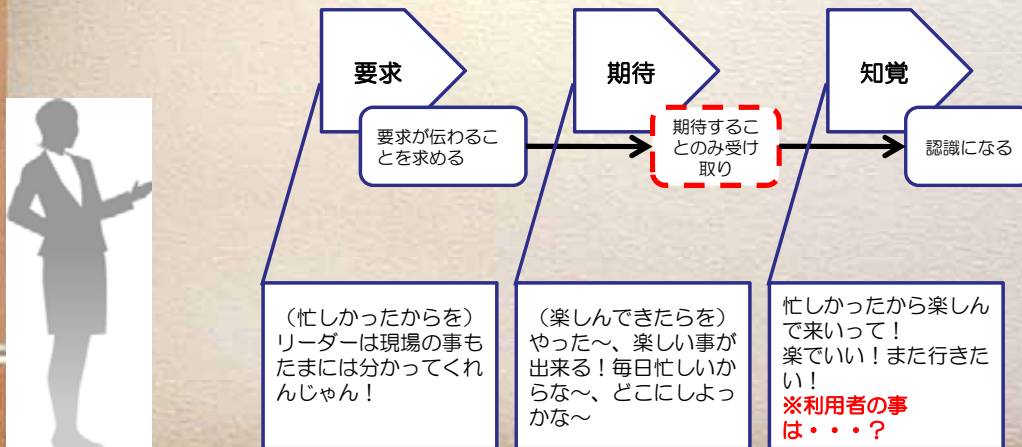 要求
期待
知覚
要求が伝わるこ
とを求める
期待するこ
とのみ受け
取り
認識になる
（忙しかったからを）
リーダーは現場の事も
たまには分かってくれ
んじゃん！
（楽しんできたらを）
やった～、楽しい事が
出来る！毎日忙しいか
らな～、どこにしよっ
かな～
忙しかったから楽しん
で来いって！
楽でいい！また行きた
い！
※利用者の事
は・・・？